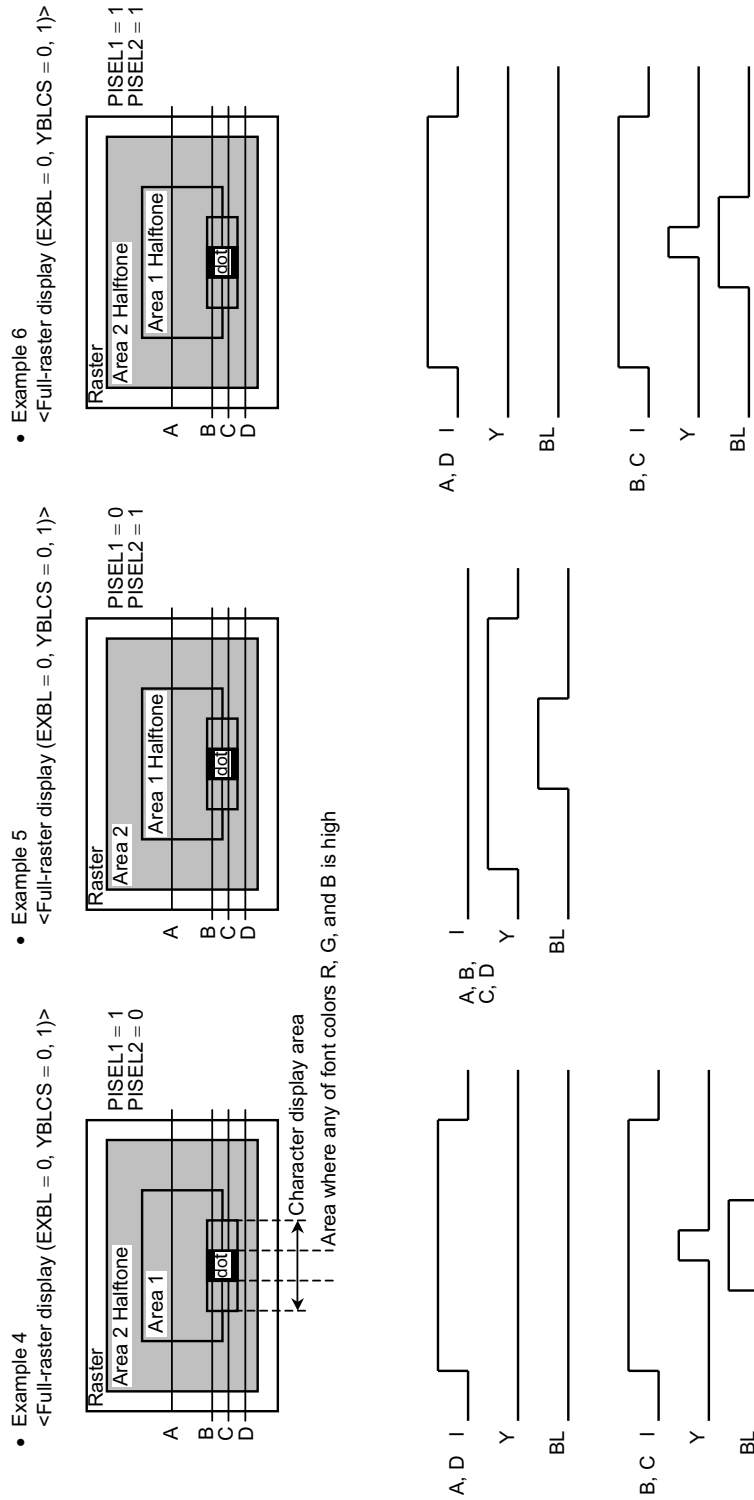 • Example 4
<Full-raster display (EXBL = 0, YBLCS = 0, 1)>
PISEL1 = 1
PISEL2 = 0
Raster
Area 2 Halftone
Area 1
dot
A
B
C
D
Character display area
Area where any of font colors R, G, and B is high
A, D I
Y
BL
B, C I
Y
BL
• Example 5
<Full-raster display (EXBL = 0, YBLCS = 0, 1)>
PISEL1 = 0
PISEL2 = 1
Raster
Area 2
Area 1 Halftone
dot
A
B
C
D
A, B, I
C, D
Y
BL
• Example 6
<Full-raster display (EXBL = 0, YBLCS = 0, 1)>
PISEL1 = 1
PISEL2 = 1
Raster
Area 2 Halftone
Area 1 Halftone
dot
A
B
C
D
A, D I
Y
BL
B, C I
Y
BL